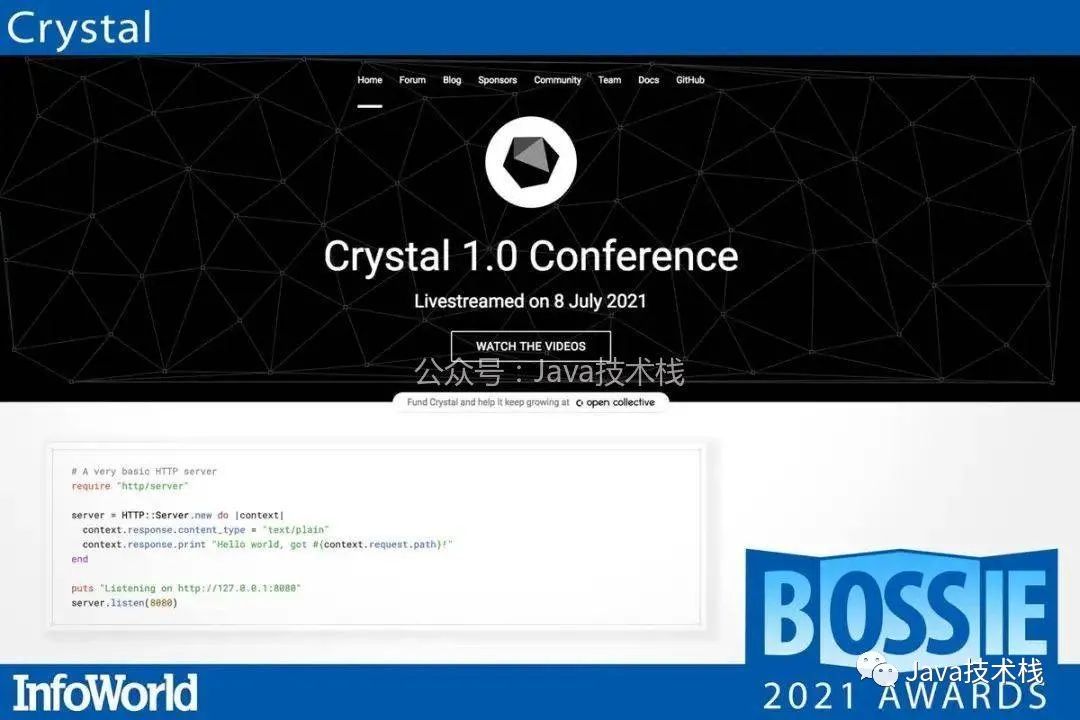 Crystal
Home Forum Blog Sponsors Community Team Docs GitHub
Crystal 1.0 Conference
Livestreamed on 8 July 2021
WATCH THE VIDEOS
公众号：Java技术栈
Fund Crystal and help it keep growing at open collective
# A very basic HTTP server
require "http/server"
server = HTTP::Server.new do |context|
context.response.content_type = "text/plain"
context.response.print "Hello world, got #{context.request.path}!"
end
puts "Listening on http://127.0.0.1:8080"
server.listen(8080)
BOSSIE
Java技术栈
2021 AWARDS
InfoWorld